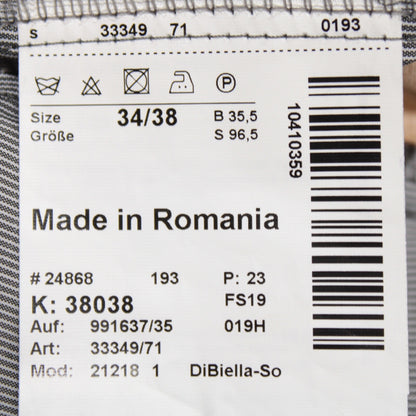 s 33349 71 0193
P
Size 34/38 B 35,5
Größe S 96,5
10410359
Made in Romania
# 24868 193 P: 23
K: 38038 FS19
Auf: 991637/35 019H
Art: 33349/71
Mod: 21218 1 DiBiella-So